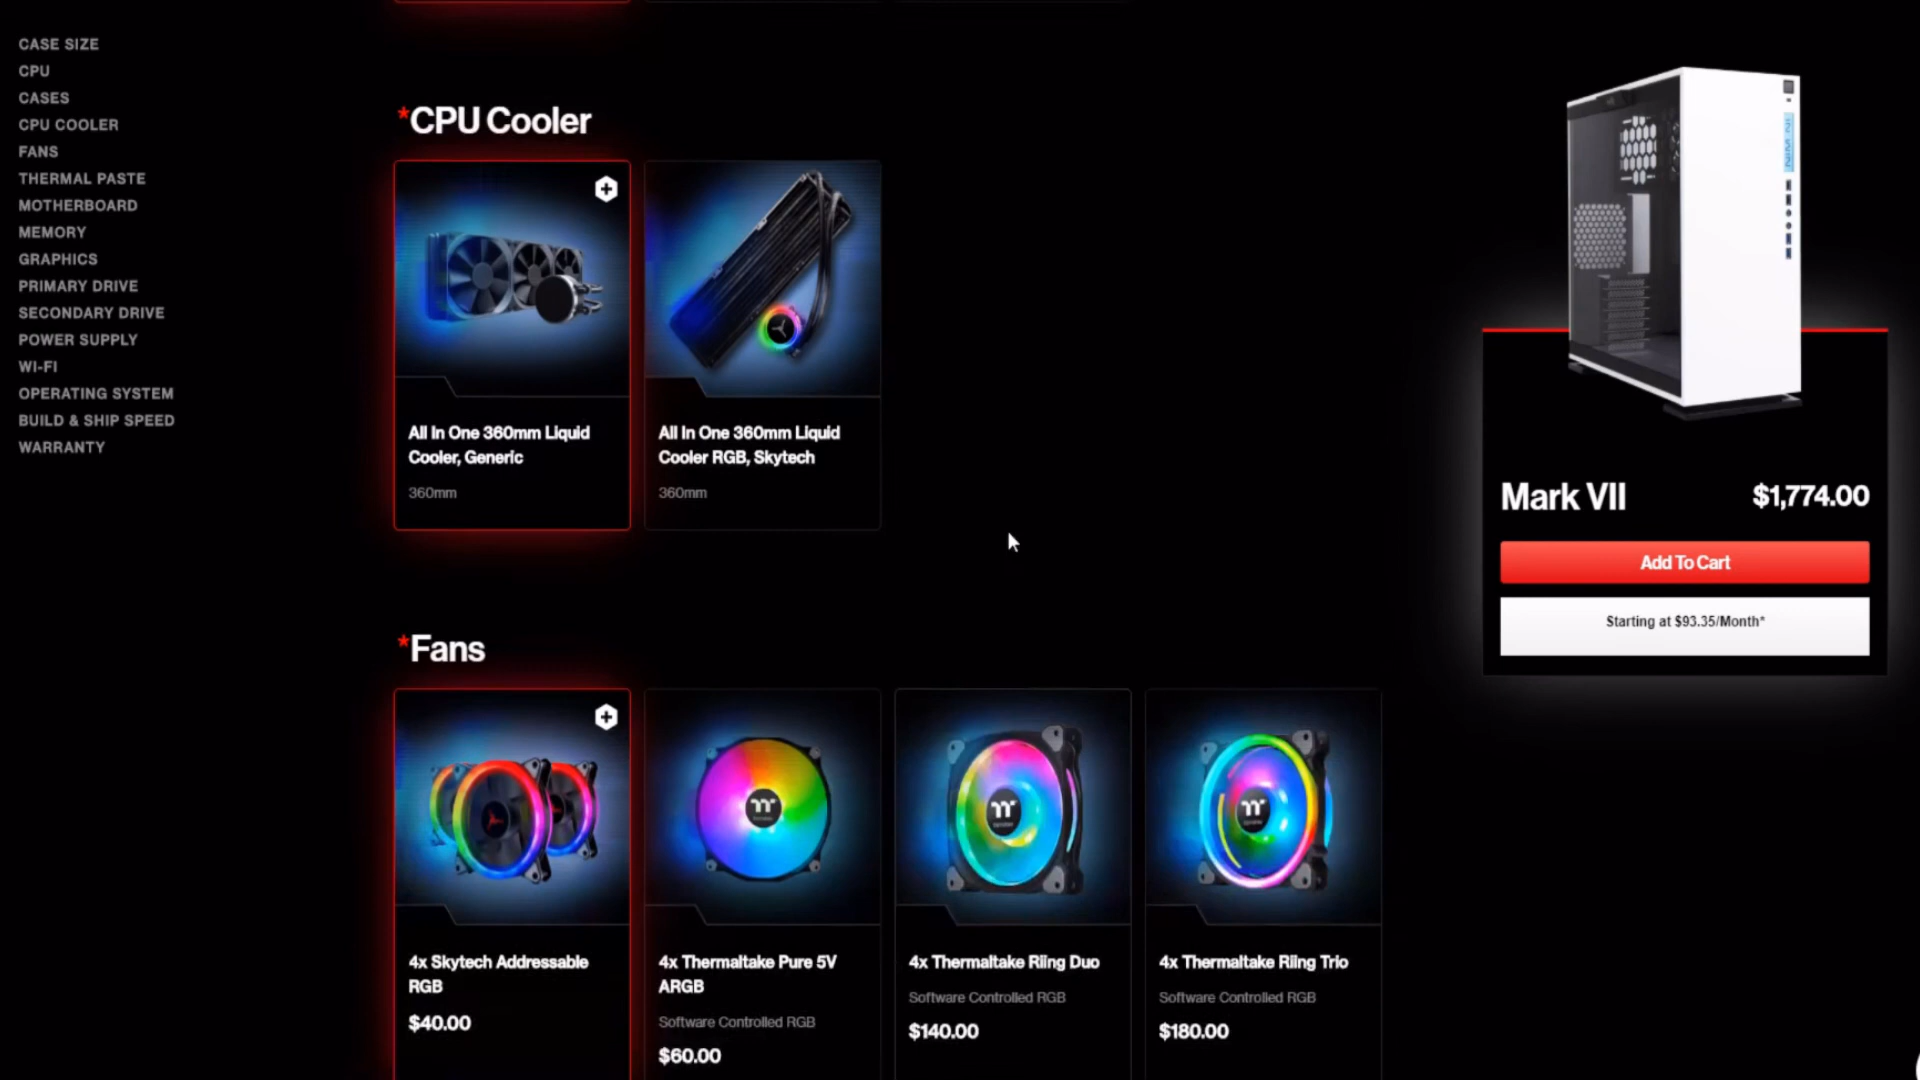 CASE SIZE
CPU
CASES
CPU COOLER
FANS
THERMAL PASTE
MOTHERBOARD
MEMORY
GRAPHICS
PRIMARY DRIVE
SECONDARY DRIVE
POWER SUPPLY
WI-FI
OPERATING SYSTEM
BUILD & SHIP SPEED
WARRANTY
*CPU Cooler
All In One 360mm Liquid
Cooler, Generic
360mm
All In One 360mm Liquid
Cooler RGB, Skytech
360mm
*Fans
4x Skytech Addressable
RGB
$40.00
4x Thermaltake Pure 5V
ARGB
Software Controlled RGB
$60.00
4x Thermaltake Riing Duo
Software Controlled RGB
$140.00
4x Thermaltake Riing Trio
Software Controlled RGB
$180.00
Mark VII
$1,774.00
Add To Cart
Starting at $93.35/Month*